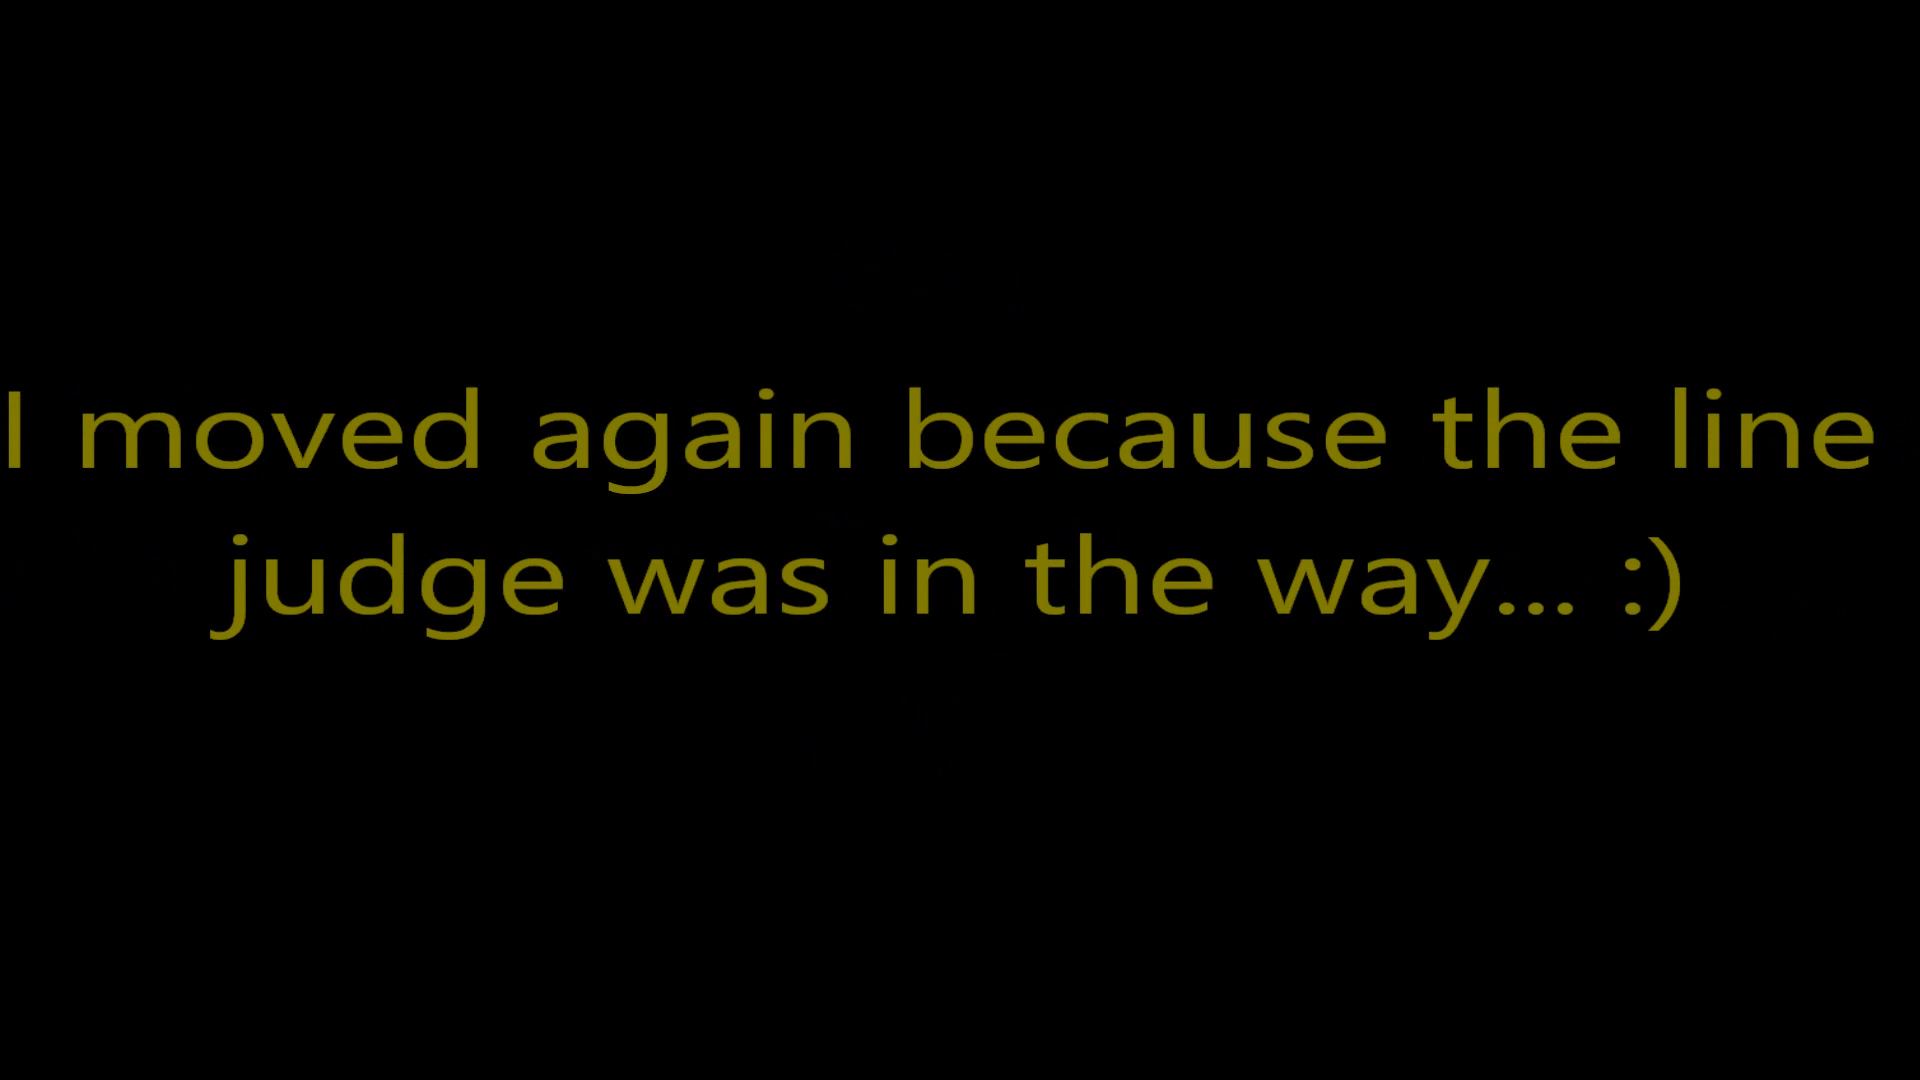 I moved again because the line
judge was in the way... :)